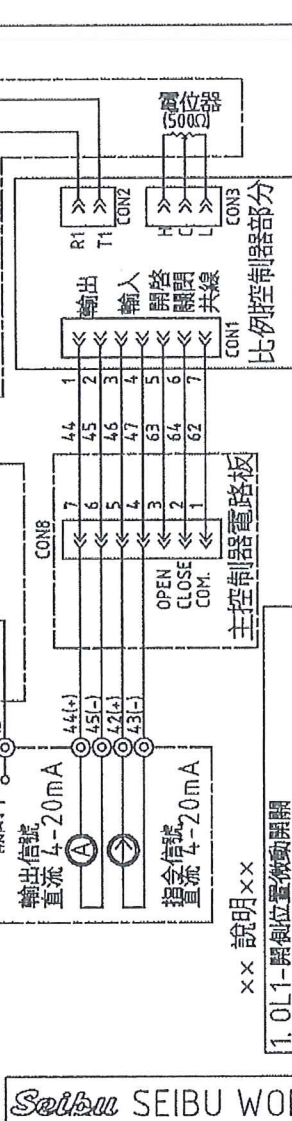 電位器
(500Ω)
R1
T1
CON2
H
C
L
CON3
輸出
輸入
開啓
關閉
共線
CON1
比例控制器部分
1
2
3
4
5
6
7
44
45
46
47
63
64
62
CON8
7
6
5
4
3
2
1
OPEN
CLOSE
COM.
主控制器電路板
44(+)
45(-)
42(+)
43(-)
輸出信號
直流 4-20mA
A
指令信號
直流 4-20mA
×× 說明××
1. OL1-開側位置微動開關
Seibu SEIBU